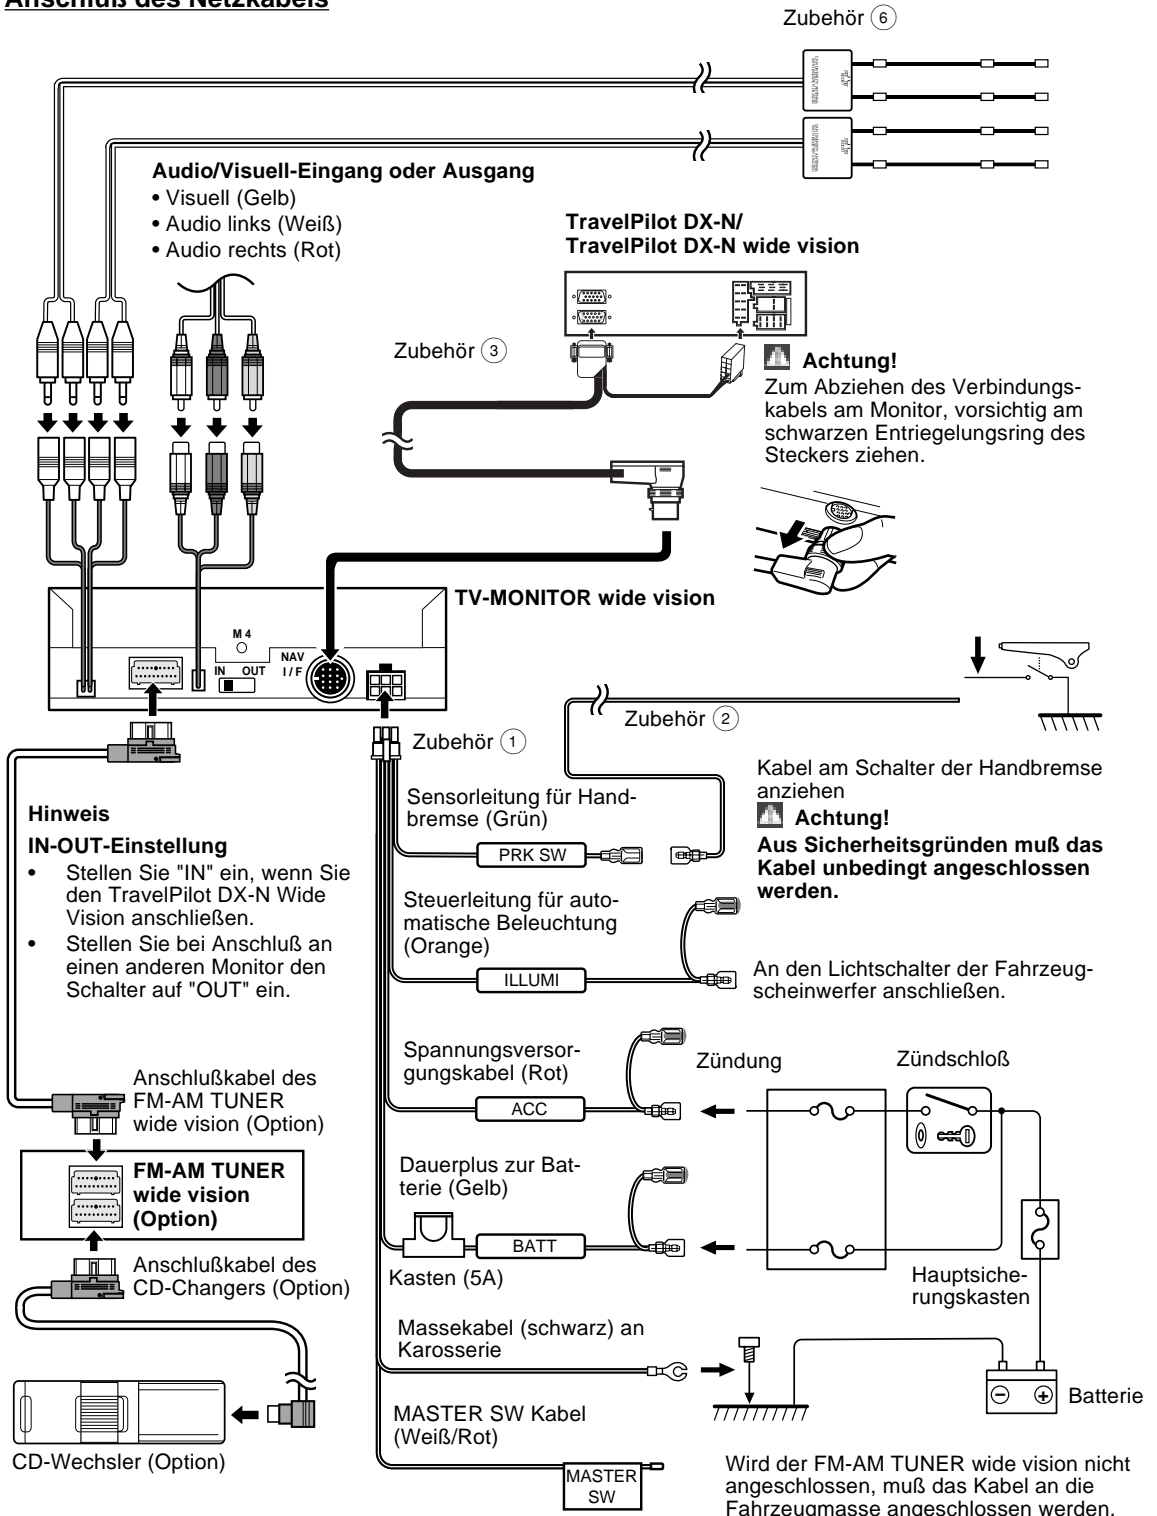 Anschluß des Netzkabels
Zubehör 6
Audio/Visuell-Eingang oder Ausgang
• Visuell (Gelb)
• Audio links (Weiß)
• Audio rechts (Rot)
TravelPilot DX-N/
TravelPilot DX-N wide vision
Zubehör 3
Achtung!
Zum Abziehen des Verbindungs-
kabels am Monitor, vorsichtig am
schwarzen Entriegelungsring des
Steckers ziehen.
TV-MONITOR wide vision
M 4
IN OUT
NAV
I / F
Zubehör 1
Zubehör 2
Kabel am Schalter der Handbremse
anziehen
Achtung!
Aus Sicherheitsgründen muß das
Kabel unbedingt angeschlossen
werden.
Sensorleitung für Hand-
bremse (Grün)
PRK SW
Hinweis
IN-OUT-Einstellung
• Stellen Sie "IN" ein, wenn Sie
den TravelPilot DX-N Wide
Vision anschließen.
• Stellen Sie bei Anschluß an
einen anderen Monitor den
Schalter auf "OUT" ein.
Steuerleitung für auto-
matische Beleuchtung
(Orange)
ILLUMI
An den Lichtschalter der Fahrzeug-
scheinwerfer anschließen.
Spannungsversor-
gungskabel (Rot)
ACC
Zündung
Zündschloß
Anschlußkabel des
FM-AM TUNER
wide vision (Option)
FM-AM TUNER
wide vision
(Option)
Dauerplus zur Bat-
terie (Gelb)
BATT
Kasten (5A)
Hauptsiche-
rungskasten
Anschlußkabel des
CD-Changers (Option)
Massekabel (schwarz) an
Karosserie
Batterie
MASTER SW Kabel
(Weiß/Rot)
MASTER
SW
CD-Wechsler (Option)
Wird der FM-AM TUNER wide vision nicht
angeschlossen, muß das Kabel an die
Fahrzeugmasse angeschlossen werden.